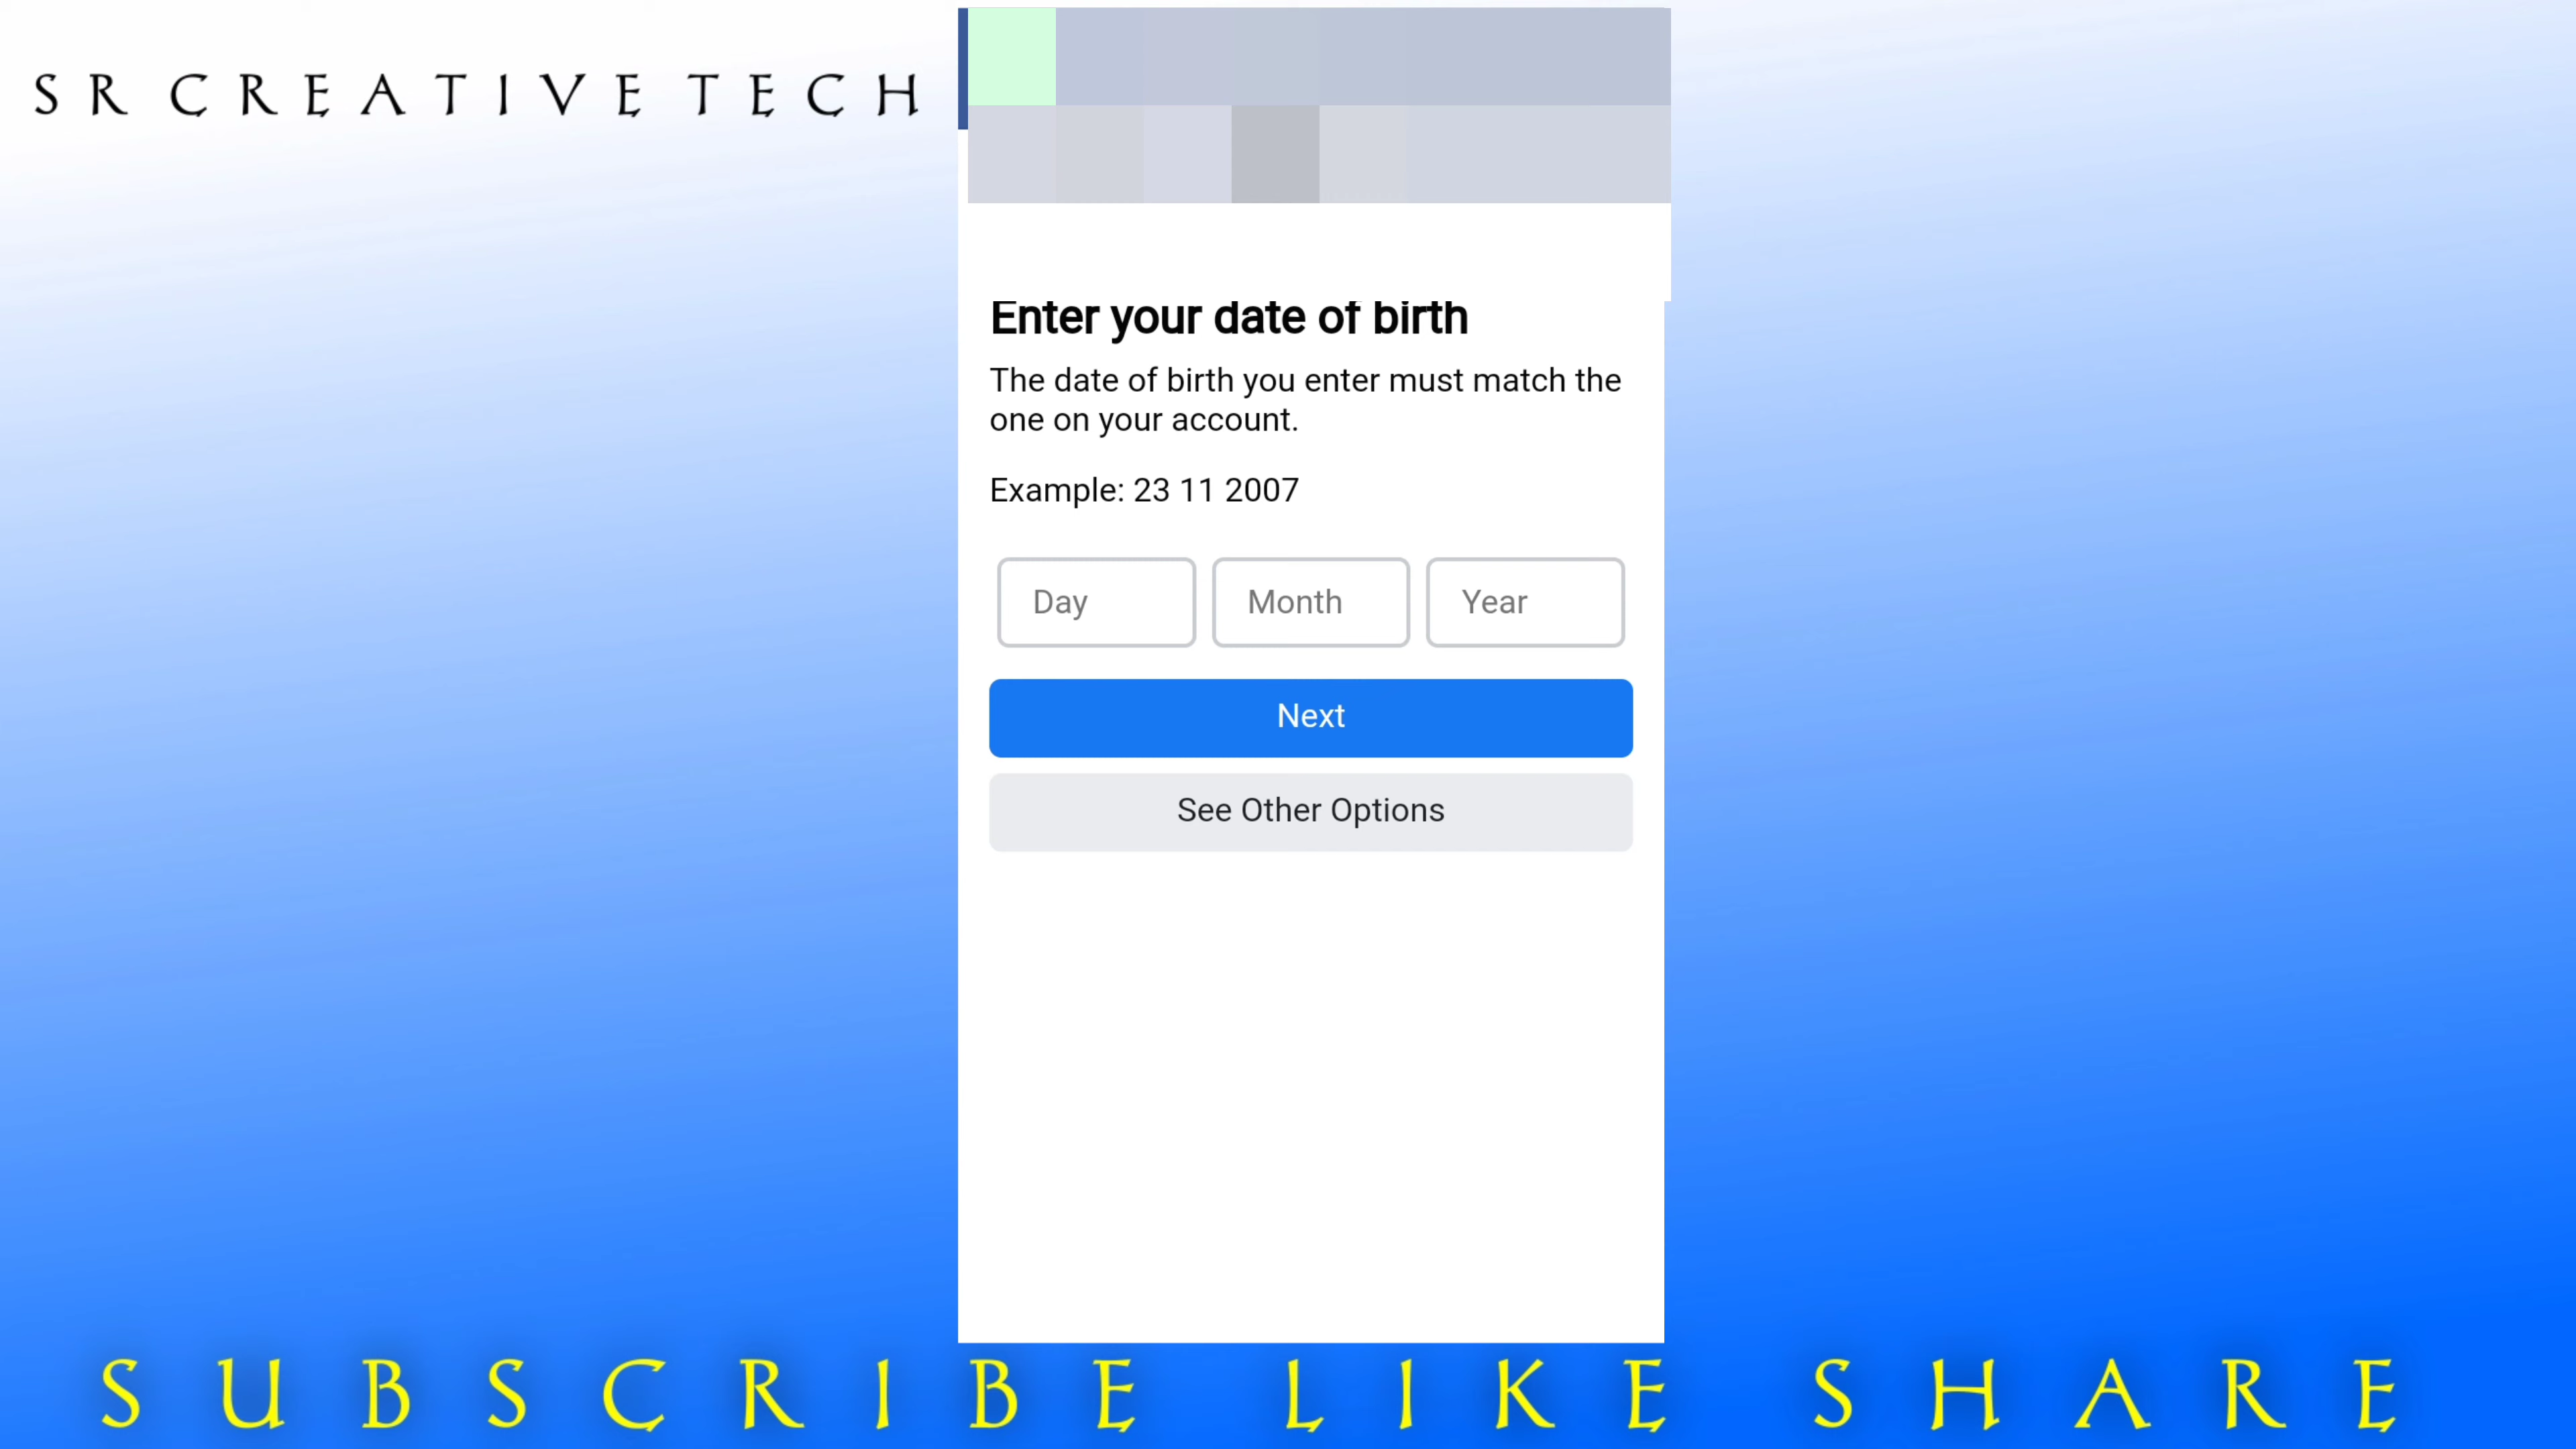 SR CREATIVE TECH
Enter your date of birth
The date of birth you enter must match the
one on your account.
Example: 23 11 2007
Day Month Year
Next
See Other Options
SUBSCRIBE LIKE SHARE